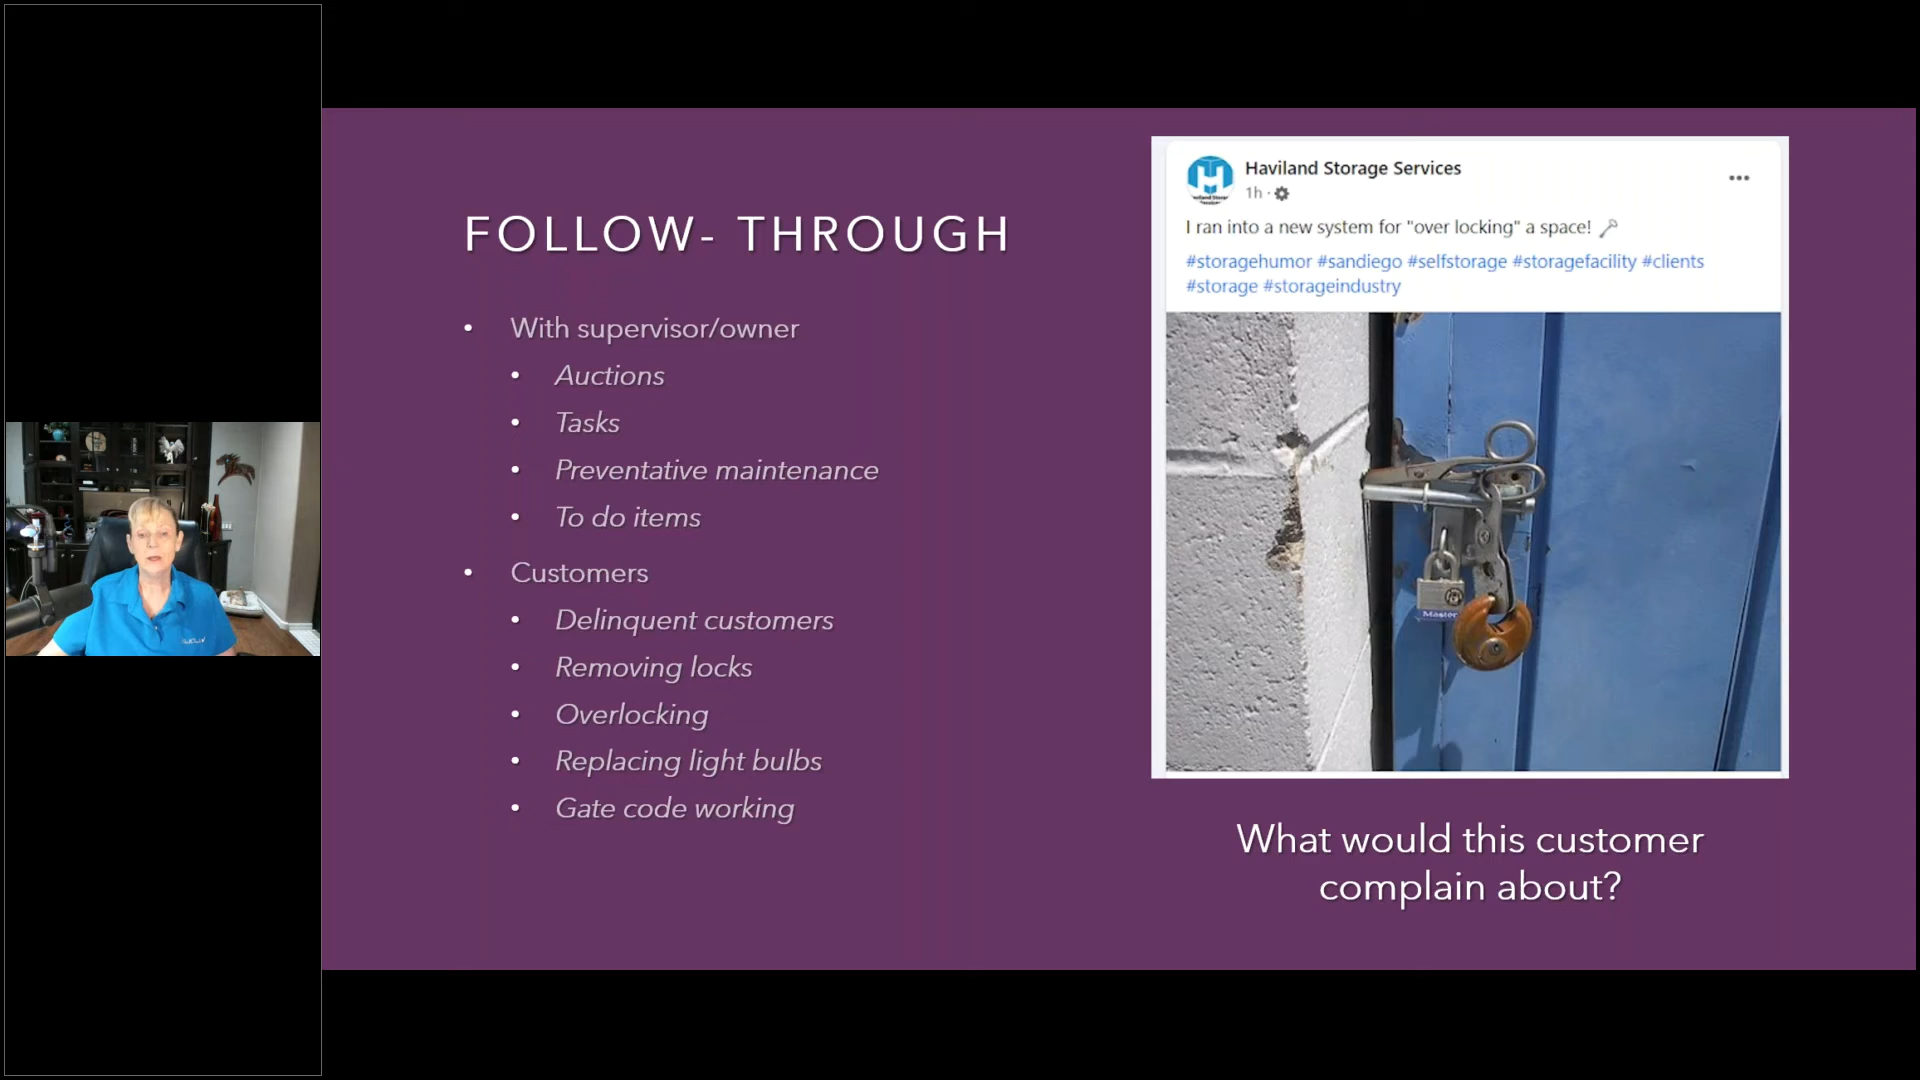 FOLLOW- THROUGH
• With supervisor/owner
• Auctions
• Tasks
• Preventative maintenance
• To do items
• Customers
• Delinquent customers
• Removing locks
• Overlocking
• Replacing light bulbs
• Gate code working
Haviland Storage Services
1h ·
I ran into a new system for "over locking" a space!
#storagehumor #sandiego #selfstorage #storagefacility #clients
#storage #storageindustry
Master
What would this customer
complain about?